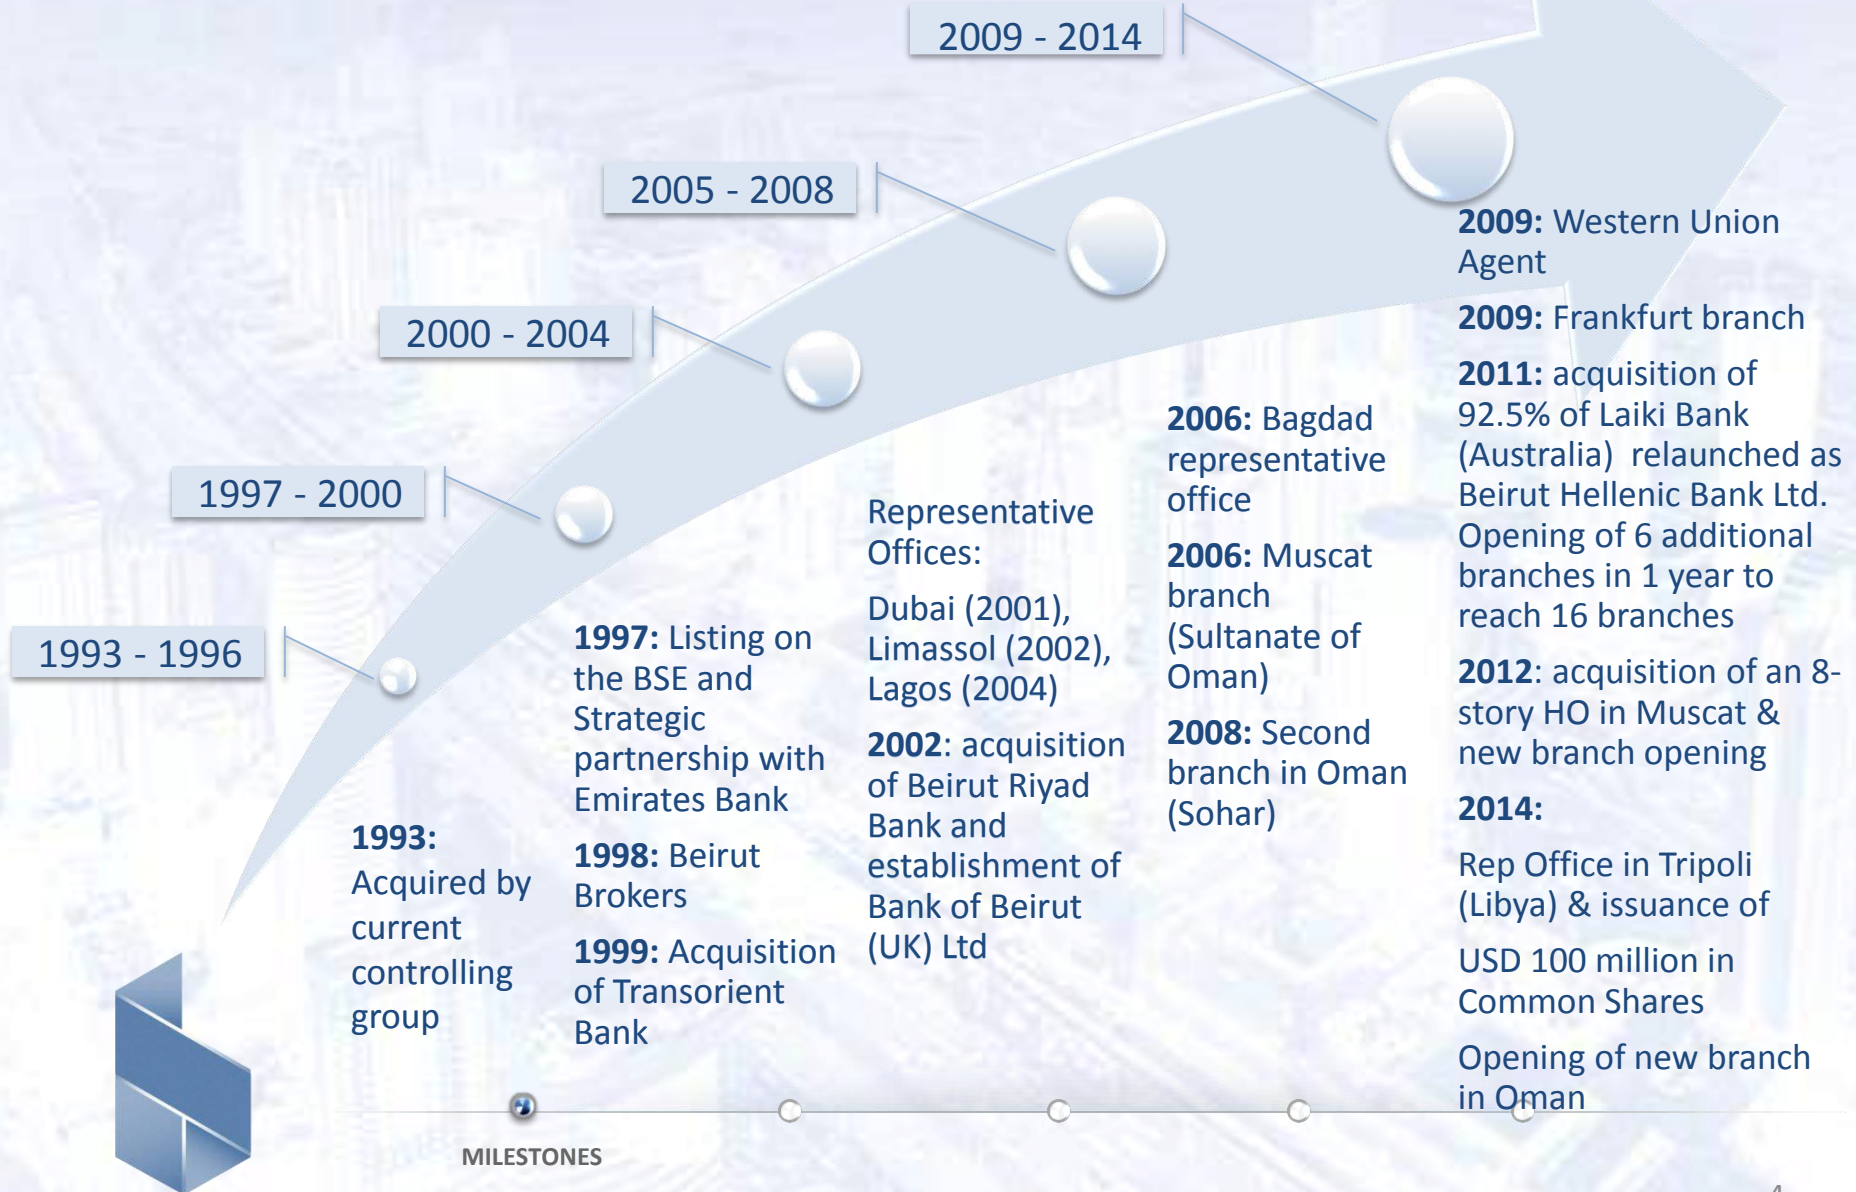 2009 - 2014
2005 - 2008
2000 - 2004
1997 - 2000
1993 - 1996
1993:
Acquired by
current
controlling
group
1997: Listing on
the BSE and
Strategic
partnership with
Emirates Bank
1998: Beirut
Brokers
1999: Acquisition
of Transorient
Bank
Representative
Offices:
Dubai (2001),
Limassol (2002),
Lagos (2004)
2002: acquisition
of Beirut Riyad
Bank and
establishment of
Bank of Beirut
(UK) Ltd
2006: Bagdad
representative
office
2006: Muscat
branch
(Sultanate of
Oman)
2008: Second
branch in Oman
(Sohar)
2009: Western Union
Agent
2009: Frankfurt branch
2011: acquisition of
92.5% of Laiki Bank
(Australia) relaunched as
Beirut Hellenic Bank Ltd.
Opening of 6 additional
branches in 1 year to
reach 16 branches
2012: acquisition of an 8-
story HO in Muscat &
new branch opening
2014:
Rep Office in Tripoli
(Libya) & issuance of
USD 100 million in
Common Shares
Opening of new branch
in Oman
MILESTONES